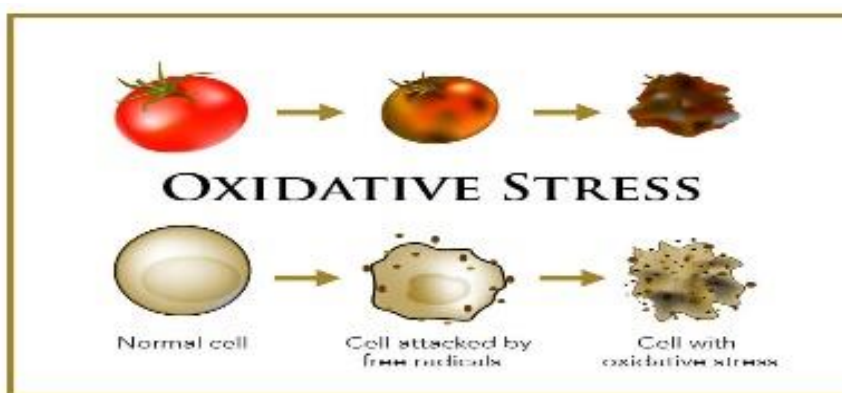 OXIDATIVE STRESS
Normal cell
Cell attacked by
free radicals
Cell with
oxidative stress